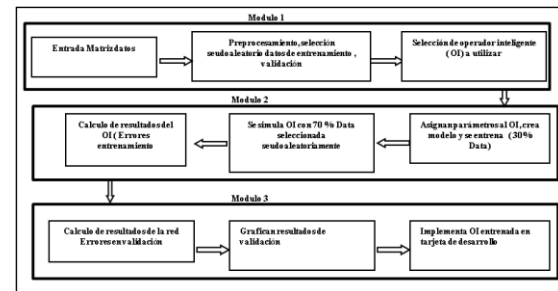 Modulo 1
Entrada Matriz datos
Preprocesamiento, selección
seudoaleatorio datos de entrenamiento ,
validación
Selección de operador inteligente
( OI ) a utilizar
Modulo 2
Calculo de resultados del
OI ( Errores
entrenamiento
Se simula OI con 70 % Data
seleccionada
seudoaleatoriamente
Asignan parámetros al OI, crea
modelo y se entrena ( 30%
Data)
Modulo 3
Calculo de resultados de la red
Errores en validación
Grafican resultados de
validación
Implementa OI entrenada en
tarjeta de desarrollo